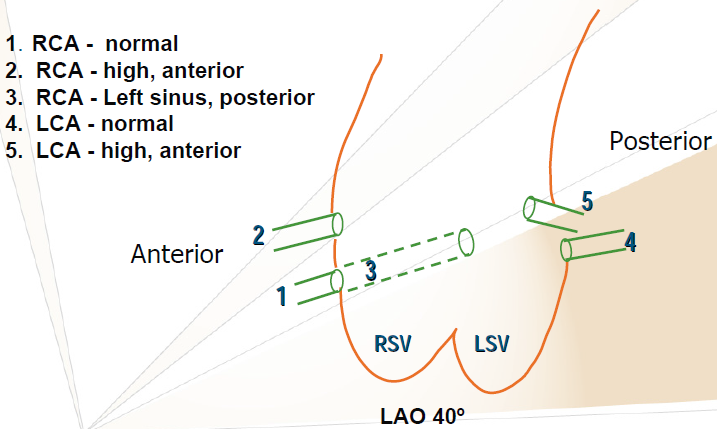 1. RCA - normal
2. RCA - high, anterior
3. RCA - Left sinus, posterior
4. LCA - normal
5. LCA - high, anterior
Posterior
5
2
4
Anterior
3
1
RSV
LSV
LAO 40º